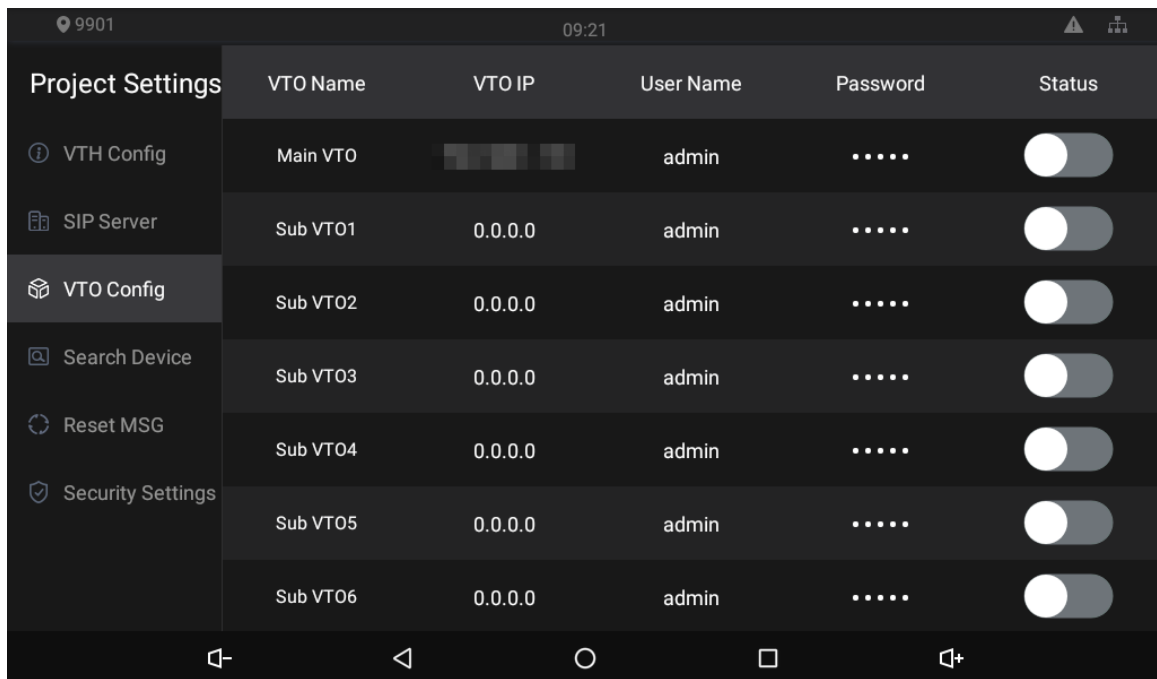 9901
09:21
Project Settings
VTO Name VTO IP User Name Password Status
VTH Config
Main VTO admin •••••
SIP Server
Sub VTO1 0.0.0.0 admin •••••
VTO Config
Sub VTO2 0.0.0.0 admin •••••
Search Device
Sub VTO3 0.0.0.0 admin •••••
Reset MSG
Sub VTO4 0.0.0.0 admin •••••
Security Settings
Sub VTO5 0.0.0.0 admin •••••
Sub VTO6 0.0.0.0 admin •••••